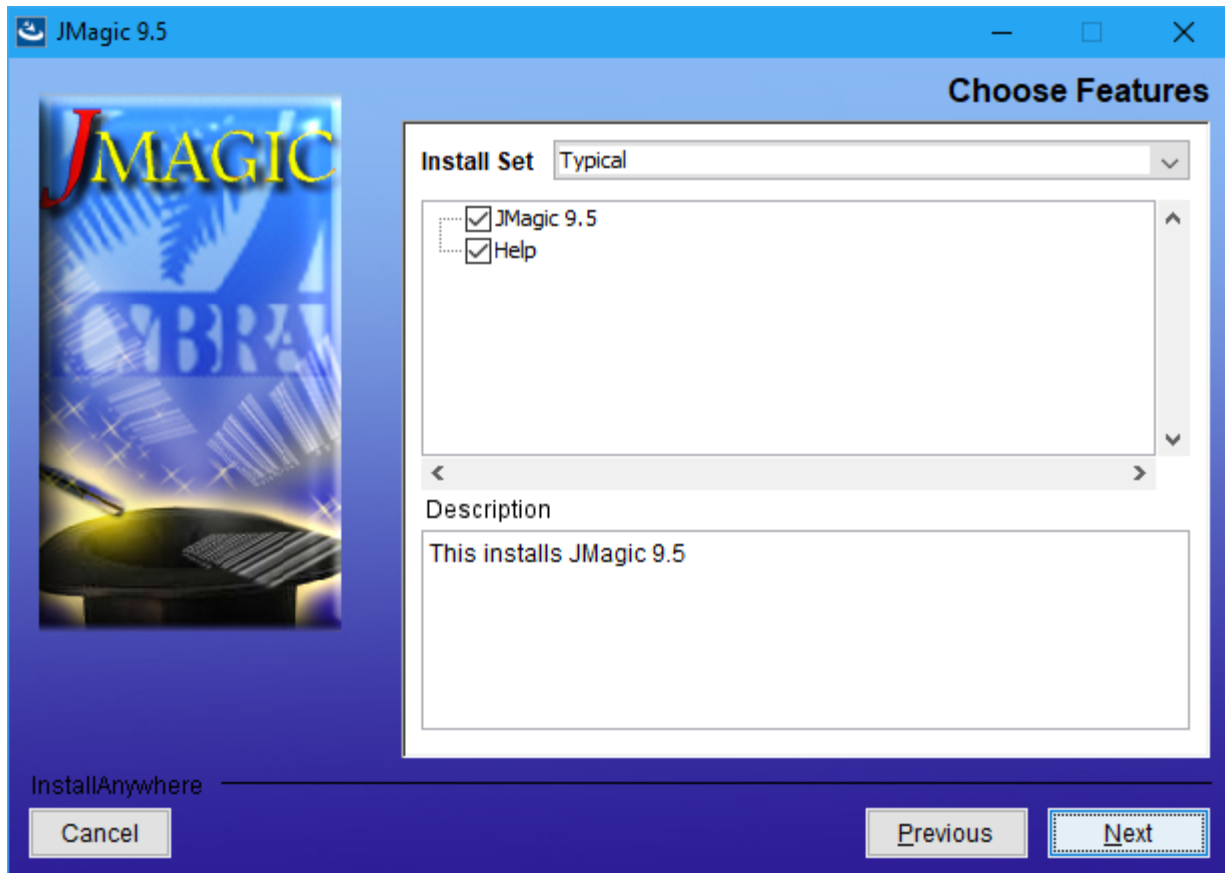 JMagic 9.5
Choose Features
JMAGIC
CYBRA
Install Set Typical
JMagic 9.5
Help
Description
This installs JMagic 9.5
InstallAnywhere
Cancel
Previous
Next